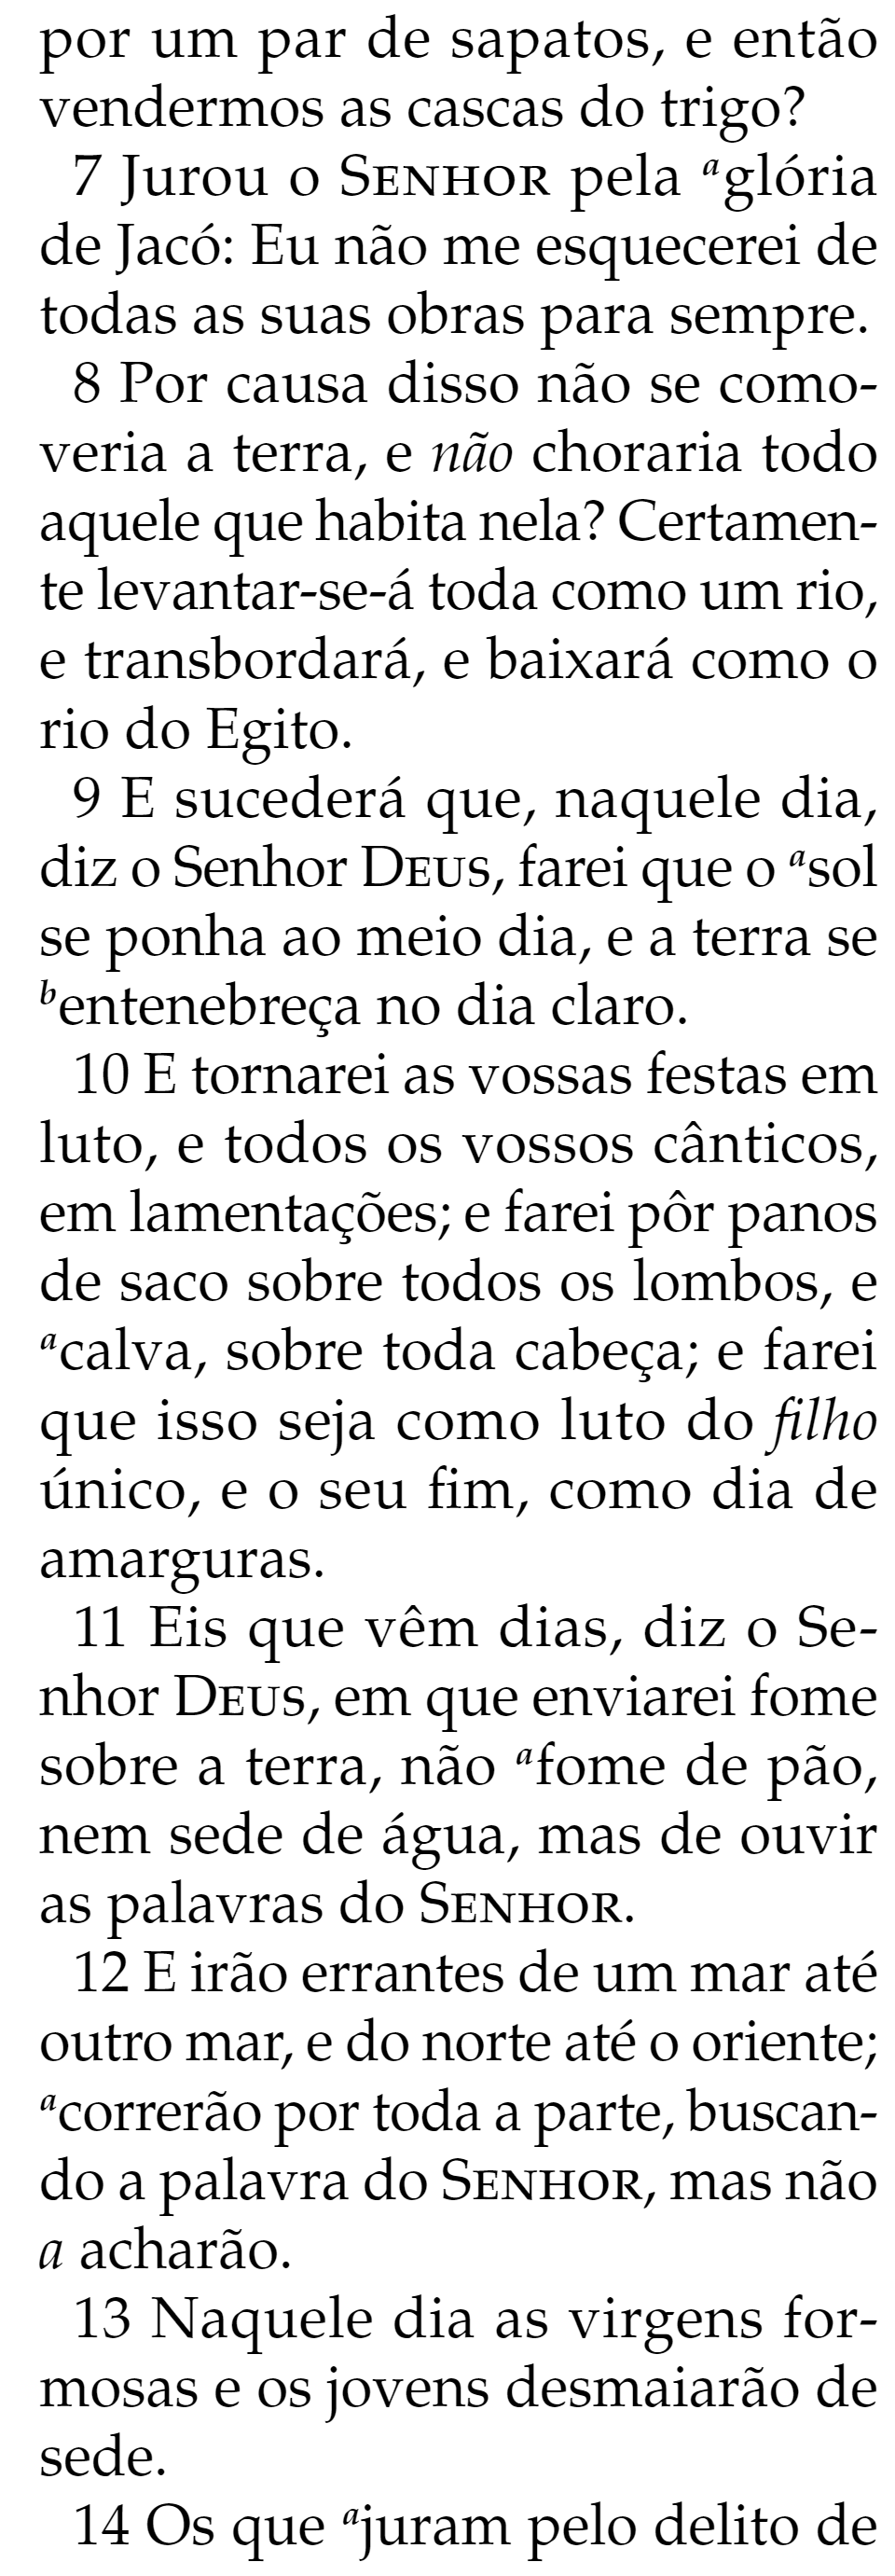 por um par de sapatos, e então
vendermos as cascas do trigo?
7 Jurou o SENHOR pela aglória
de Jacó: Eu não me esquecerei de
todas as suas obras para sempre.
8 Por causa disso não se como-
veria a terra, e não choraria todo
aquele que habita nela? Certamen-
te levantar-se-á toda como um rio,
e transbordará, e baixará como o
rio do Egito.
9 E sucederá que, naquele dia,
diz o Senhor DEUS, farei que o asol
se ponha ao meio dia, e a terra se
bentenebreça no dia claro.
10 E tornarei as vossas festas em
luto, e todos os vossos cânticos,
em lamentações; e farei pôr panos
de saco sobre todos os lombos, e
acalva, sobre toda cabeça; e farei
que isso seja como luto do filho
único, e o seu fim, como dia de
amarguras.
11 Eis que vêm dias, diz o Se-
nhor DEUS, em que enviarei fome
sobre a terra, não afome de pão,
nem sede de água, mas de ouvir
as palavras do SENHOR.
12 E irão errantes de um mar até
outro mar, e do norte até o oriente;
acorrerão por toda a parte, buscan-
do a palavra do SENHOR, mas não
a acharão.
13 Naquele dia as virgens for-
mosas e os jovens desmaiarão de
sede.
14 Os que ajuram pelo delito de